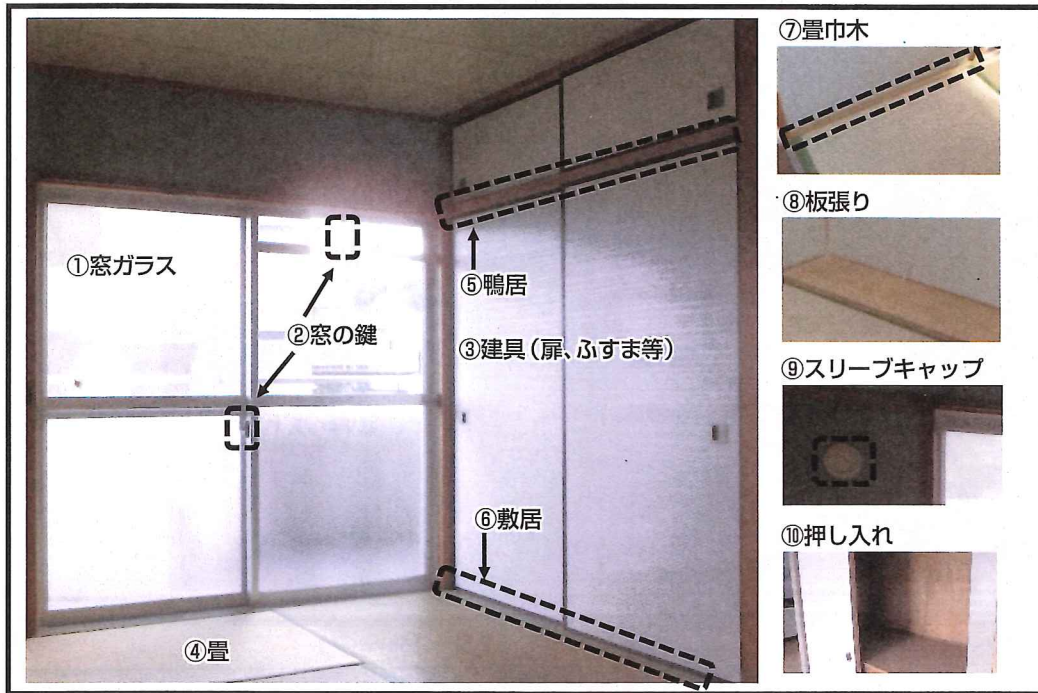 ①窓ガラス
②窓の鍵
③建具（扉、ふすま等）
④畳
⑤鴨居
⑥敷居
⑦畳巾木
⑧板張り
⑨スリーブキャップ
⑩押し入れ